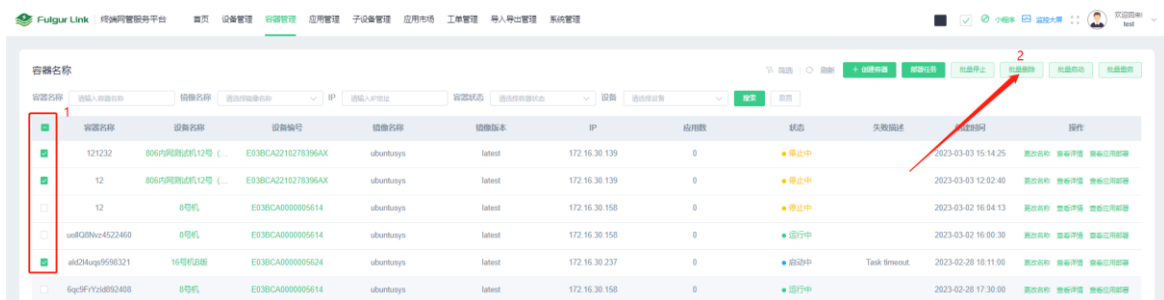 Fulgur Link 终端网管服务平台 首页 设备管理 容器管理 应用管理 子设备管理 应用市场 工单管理 导入导出管理 系统管理 小程序 监控大屏 欢迎回来! test
2
容器名称 筛选 刷新 + 创建容器 部署任务 批量停止 批量删除 批量启动 批量重启
容器名称 请输入容器名称 镜像名称 请选择镜像名称 IP 请输入IP地址 容器状态 请选择容器状态 设备 请选择设备 搜索 重置
1
容器名称 设备名称 设备编号 镜像名称 镜像版本 IP 应用数 状态 失败描述 创建时间 操作
121232 806内网测试机12号 (... E03BCA2210278396AX ubuntusys latest 172.16.30.139 0 停止中 2023-03-03 15:14:25 更改名称 查看详情 查看应用部署
12 806内网测试机12号 (... E03BCA2210278396AX ubuntusys latest 172.16.30.139 0 停止中 2023-03-03 12:02:40 更改名称 查看详情 查看应用部署
12 8号机 E03BCA0000005614 ubuntusys latest 172.16.30.158 0 停止中 2023-03-02 16:04:13 更改名称 查看详情 查看应用部署
8号机 E03BCA0000005614 ubuntusys latest 172.16.30.158 0 运行中 2023-03-02 16:00:30 更改名称 查看详情 查看应用部署
16号机B版 E03BCA0000005624 ubuntusys latest 172.16.30.237 0 启动中 Task timeout. 2023-02-28 18:11:00 更改名称 查看详情 查看应用部署
6qc9FrYzid892408 8号机 E03BCA0000005614 ubuntusys latest 172.16.30.158 0 运行中 2023-02-28 17:30:00 更改名称 查看详情 查看应用部署